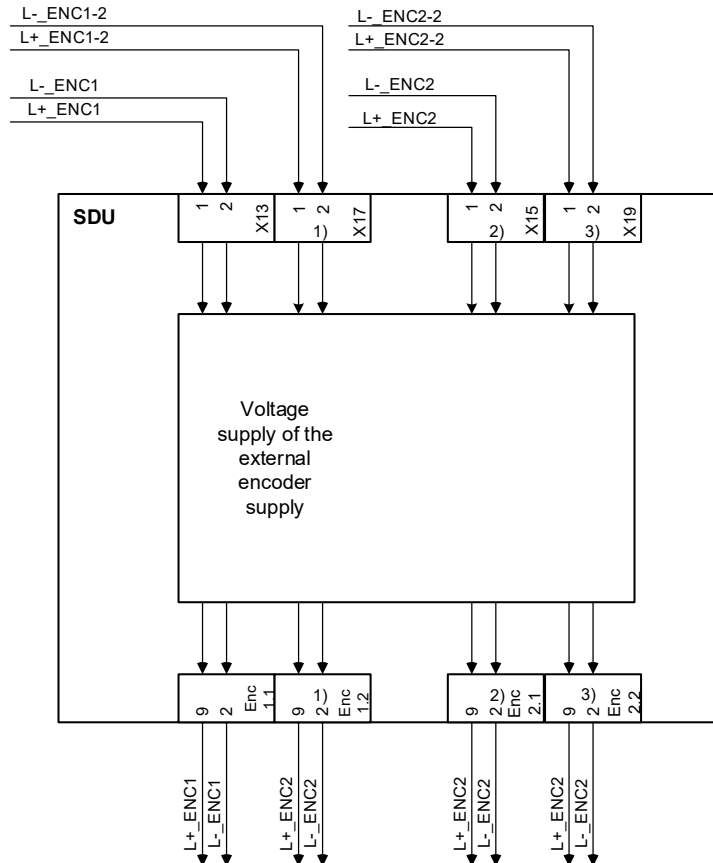 L-_ENC1-2
L+_ENC1-2
L-_ENC1
L+_ENC1
L-_ENC2-2
L+_ENC2-2
L-_ENC2
L+_ENC2
SDU
1 2 X13
1 2 1) X17
1 2 2) X15
1 2 3) X19
Voltage
supply of the
external
encoder
supply
9 2 Enc 1.1
9 2 1) Enc 1.2
9 2 2) Enc 2.1
9 2 3) Enc 2.2
L+_ENC1
L-_ENC1
L+_ENC2
L-_ENC2
L+_ENC2
L-_ENC2
L+_ENC2
L-_ENC2